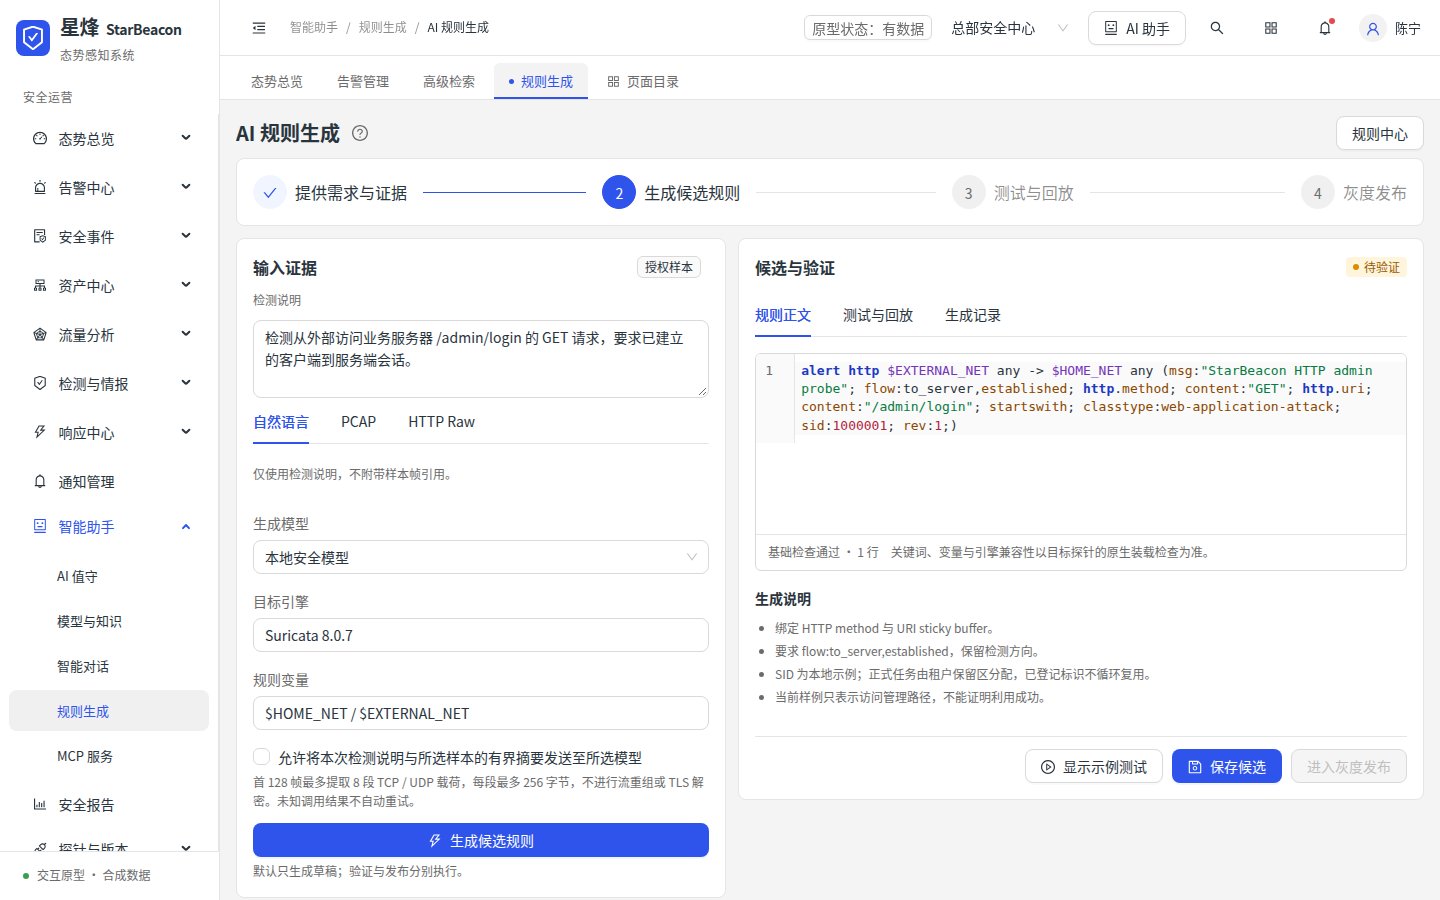 星烽 StarBeacon
态势感知系统
安全运营
态势总览
告警中心
安全事件
资产中心
流量分析
检测与情报
响应中心
通知管理
智能助手
AI 值守
模型与知识
智能对话
规则生成
MCP 服务
安全报告
探针与版本
交互原型 · 合成数据
智能助手 / 规则生成 / AI 规则生成
原型状态：有数据
总部安全中心
AI 助手
陈宁
态势总览
告警管理
高级检索
规则生成
页面目录
AI 规则生成
规则中心
提供需求与证据
2 生成候选规则
3 测试与回放
4 灰度发布
输入证据
授权样本
检测说明
检测从外部访问业务服务器 /admin/login 的 GET 请求，要求已建立
的客户端到服务端会话。
自然语言 PCAP HTTP Raw
仅使用检测说明，不附带样本帧引用。
生成模型
本地安全模型
目标引擎
Suricata 8.0.7
规则变量
$HOME_NET / $EXTERNAL_NET
允许将本次检测说明与所选样本的有界摘要发送至所选模型
首 128 帧最多提取 8 段 TCP / UDP 载荷，每段最多 256 字节，不进行流重组或 TLS 解
密。未知调用结果不自动重试。
生成候选规则
默认只生成草稿；验证与发布分别执行。
候选与验证
待验证
规则正文 测试与回放 生成记录
1 alert http $EXTERNAL_NET any -> $HOME_NET any (msg:"StarBeacon HTTP admin
probe"; flow:to_server,established; http.method; content:"GET"; http.uri;
content:"/admin/login"; startswith; classtype:web-application-attack;
sid:1000001; rev:1;)
基础检查通过 · 1 行 关键词、变量与引擎兼容性以目标探针的原生装载检查为准。
生成说明
绑定 HTTP method 与 URI sticky buffer。
要求 flow:to_server,established，保留检测方向。
SID 为本地示例；正式任务由租户保留区分配，已登记标识不循环复用。
当前样例只表示访问管理路径，不能证明利用成功。
显示示例测试
保存候选
进入灰度发布